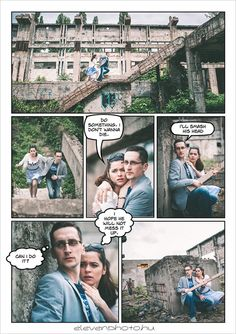 DO
SOMETHING, I
DON'T WANNA
DIE.
I'LL SMASH
HIS HEAD
I
HOPE HE
WILL NOT
MESS IT
UP.
CAN I DO
IT?
elevenphoto.hu